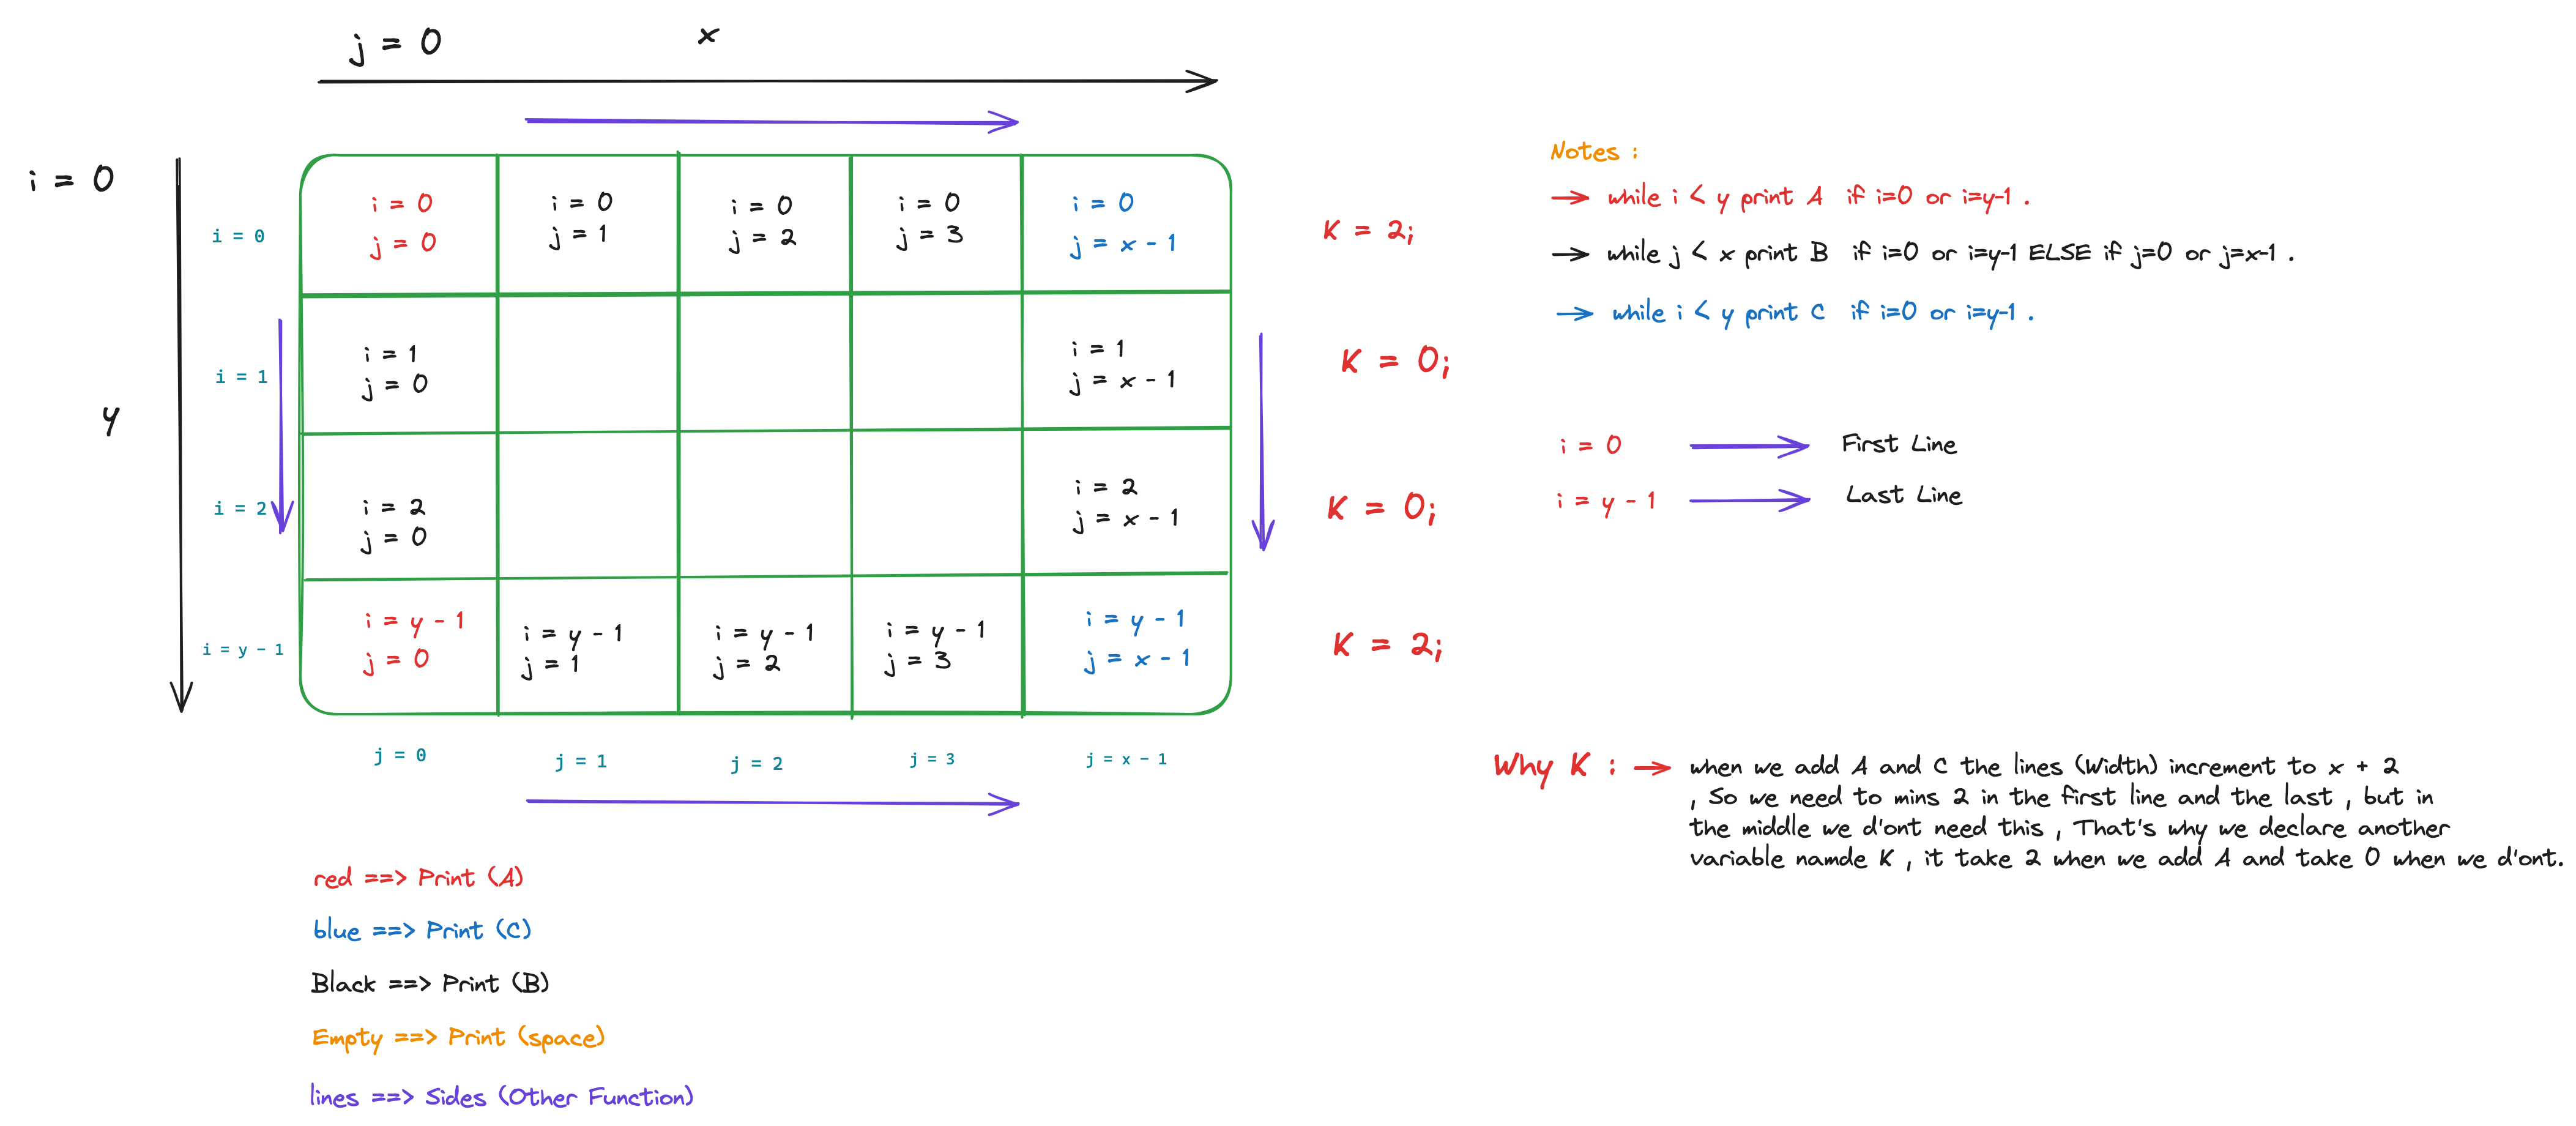 j = 0
x
i = 0
y
i = 0
i = 0
j = 0
i = 0
j = 1
i = 0
j = 2
i = 0
j = 3
i = 0
j = x - 1
K = 2;
i = 1
i = 1
j = 0
i = 1
j = x - 1
K = 0;
i = 2
i = 2
j = 0
i = 2
j = x - 1
K = 0;
i = y - 1
i = y - 1
j = 0
i = y - 1
j = 1
i = y - 1
j = 2
i = y - 1
j = 3
i = y - 1
j = x - 1
K = 2;
j = 0
j = 1
j = 2
j = 3
j = x - 1
red ==> Print (A)
blue ==> Print (C)
Black ==> Print (B)
Empty ==> Print (space)
lines ==> Sides (Other Function)
Notes :
while i < y print A if i=0 or i=y-1 .
while j < x print B if i=0 or i=y-1 ELSE if j=0 or j=x-1 .
while i < y print C if i=0 or i=y-1 .
i = 0 First Line
i = y - 1 Last Line
Why K : when we add A and C the lines (Width) increment to x + 2
, So we need to mins 2 in the first line and the last , but in
the middle we d'ont need this , That's why we declare another
variable namde K , it take 2 when we add A and take 0 when we d'ont.